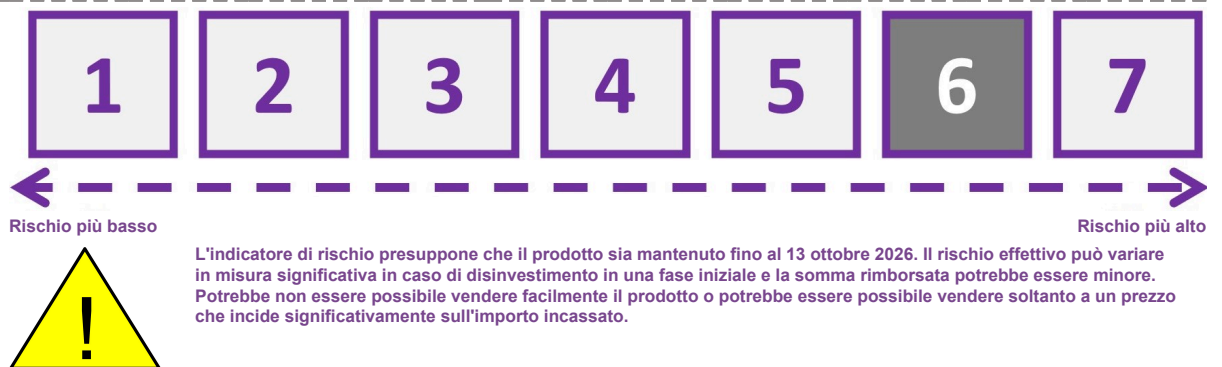 1 2 3 4 5 6 7
Rischio più basso Rischio più alto
L'indicatore di rischio presuppone che il prodotto sia mantenuto fino al 13 ottobre 2026. Il rischio effettivo può variare
in misura significativa in caso di disinvestimento in una fase iniziale e la somma rimborsata potrebbe essere minore.
Potrebbe non essere possibile vendere facilmente il prodotto o potrebbe essere possibile vendere soltanto a un prezzo
che incide significativamente sull'importo incassato.
!